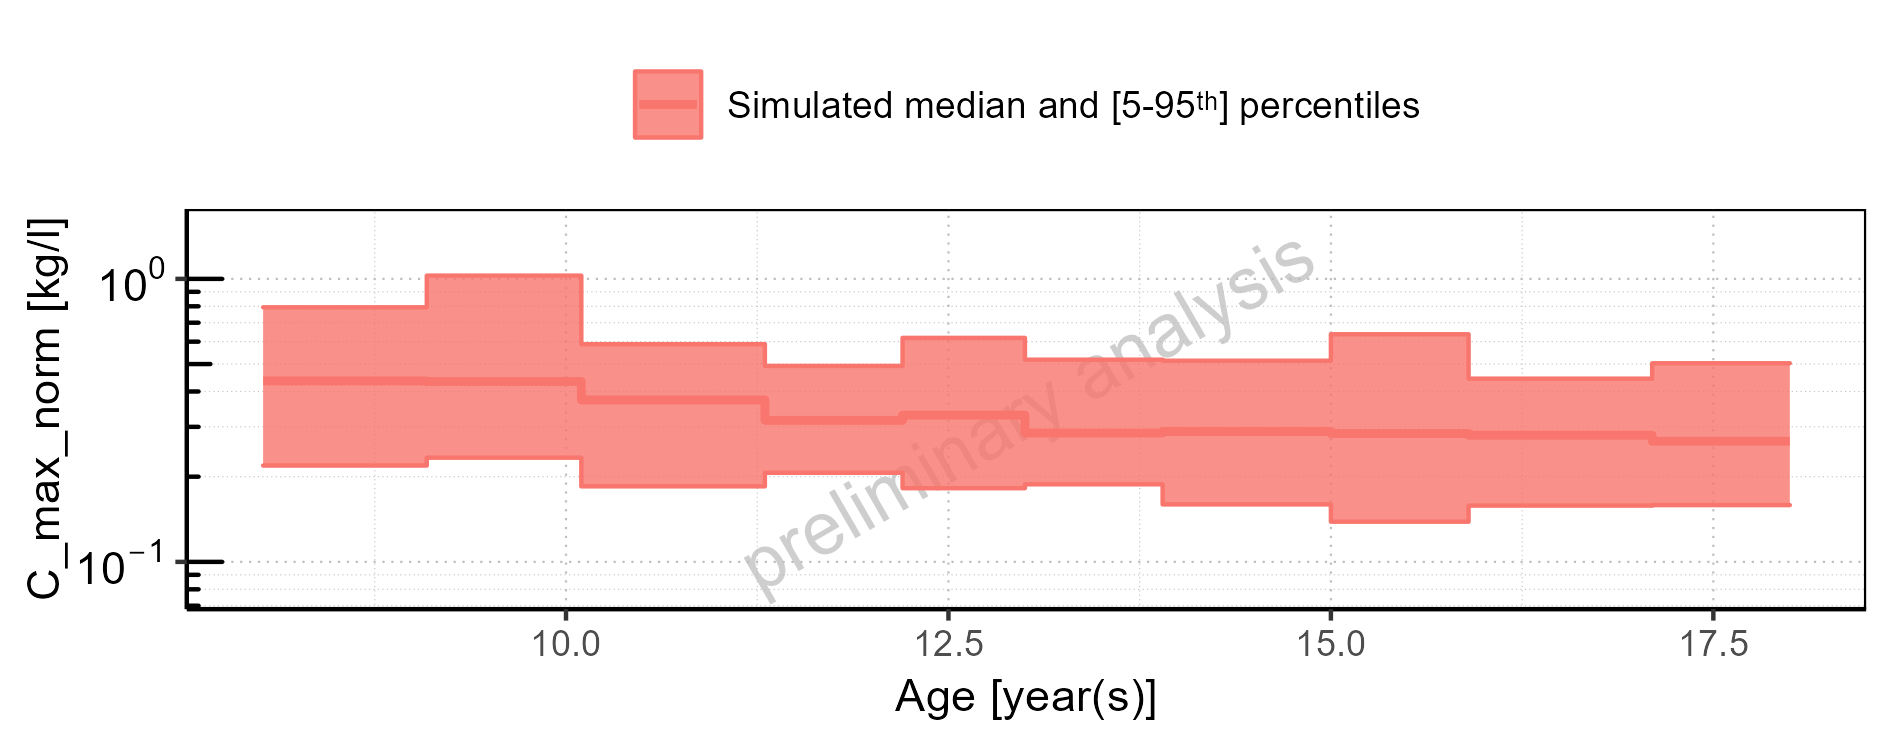 Simulated median and [5-95th] percentiles
C_max_norm [kg/l]
10^0
10^-1
preliminary analysis
10.0 12.5 15.0 17.5
Age [year(s)]